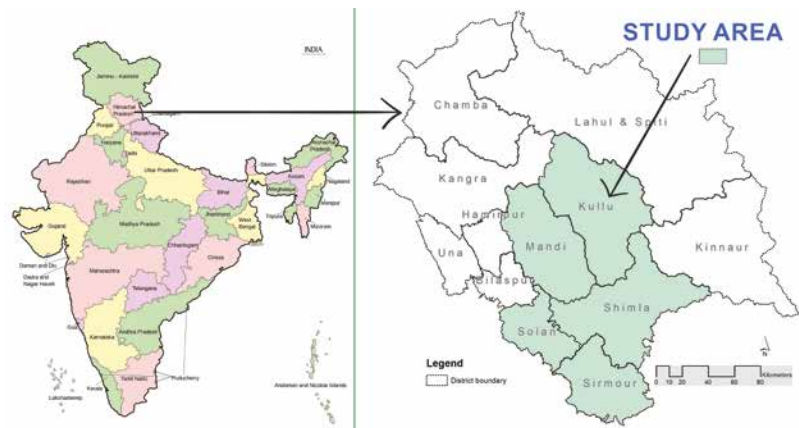 INDIA
Jammu - Kashmir
Himachal
Pradesh
Punjab
Uttarakhand
Haryana
Delhi
Rajasthan
Uttar Pradesh
Sikkim
Arunachal
Pradesh
Assam
Nagaland
Meghalaya
Manipur
Bihar
Tripura
Mizoram
Gujarat
Madhya Pradesh
Jharkhand
West
Bengal
Chhattisgarh
Daman and Diu
Dadra and
Nagar Haveli
Maharashtra
Orissa
Telangana
Goa
Karnataka
Andhra Pradesh
Tamil Nadu
Kerala
Puducherry
Lakshadweep
Andaman and Nicobar Islands
STUDY AREA
Chamba
Lahul & Spiti
Kangra
Kullu
Hamirpur
Mandi
Una
Kinnaur
Bilaspur
Shimla
Solan
Sirmour
Legend
District boundary
N
Kilometers
0 10 20 40 60 80